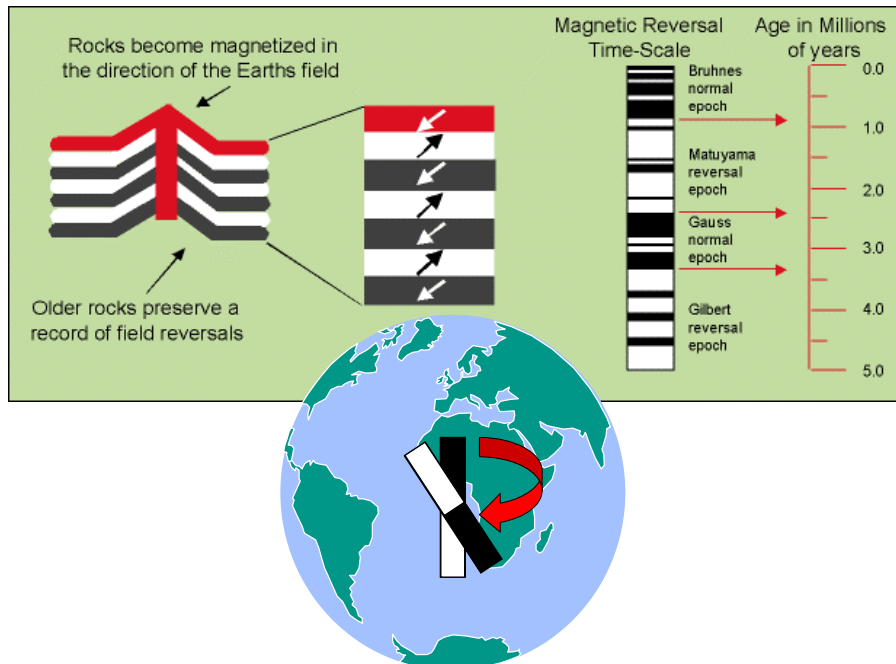 Rocks become magnetized in
the direction of the Earths field
Older rocks preserve a
record of field reversals
Magnetic Reversal
Time-Scale
Bruhnes
normal
epoch
Matuyama
reversal
epoch
Gauss
normal
epoch
Gilbert
reversal
epoch
Age in Millions
of years
0.0
1.0
2.0
3.0
4.0
5.0